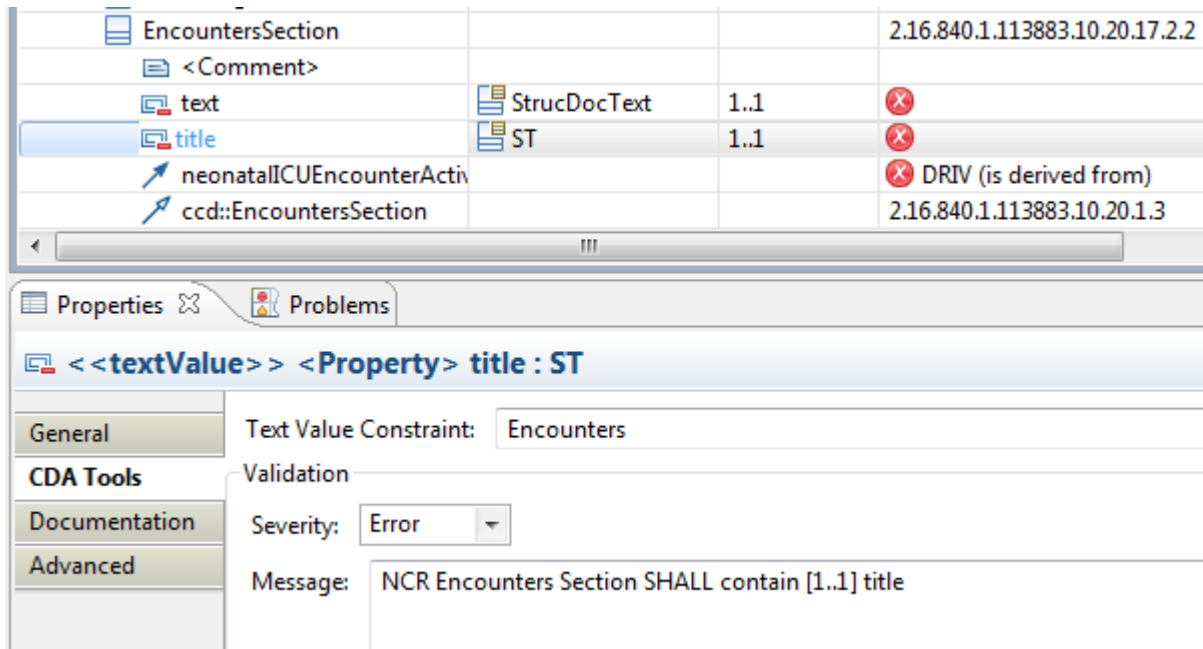 EncountersSection 2.16.840.1.113883.10.20.17.2.2
<Comment>
text StrucDocText 1..1
title ST 1..1
neonatalICUEncounterActiv DRIV (is derived from)
ccd::EncountersSection 2.16.840.1.113883.10.20.1.3
Properties Problems
<<textValue>> <Property> title : ST
General Text Value Constraint: Encounters
CDA Tools Validation
Documentation Severity: Error
Advanced
Message: NCR Encounters Section SHALL contain [1..1] title